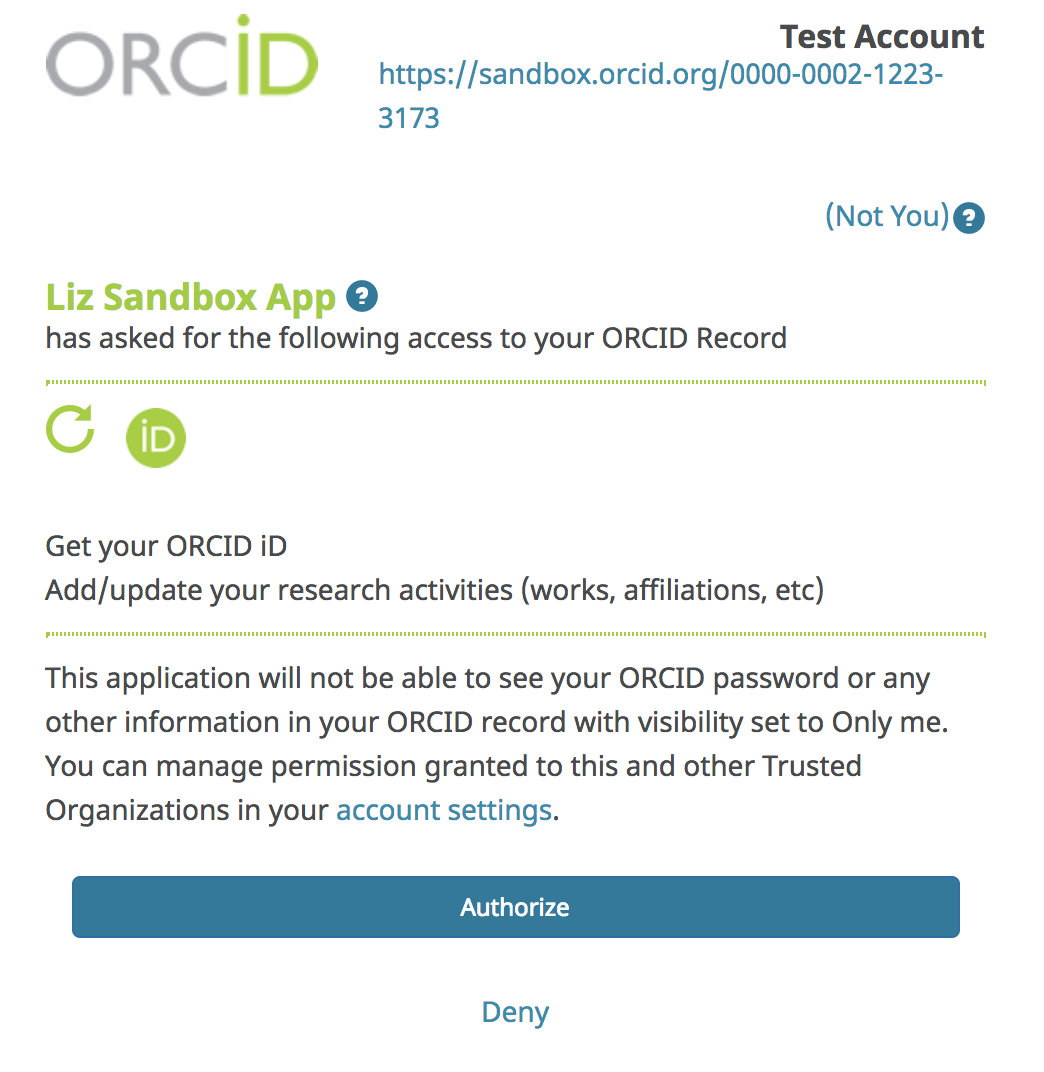 ORCID
Test Account
https://sandbox.orcid.org/0000-0002-1223-
3173
(Not You) ?
Liz Sandbox App ?
has asked for the following access to your ORCID Record
iD
Get your ORCID iD
Add/update your research activities (works, affiliations, etc)
This application will not be able to see your ORCID password or any
other information in your ORCID record with visibility set to Only me.
You can manage permission granted to this and other Trusted
Organizations in your account settings.
Authorize
Deny